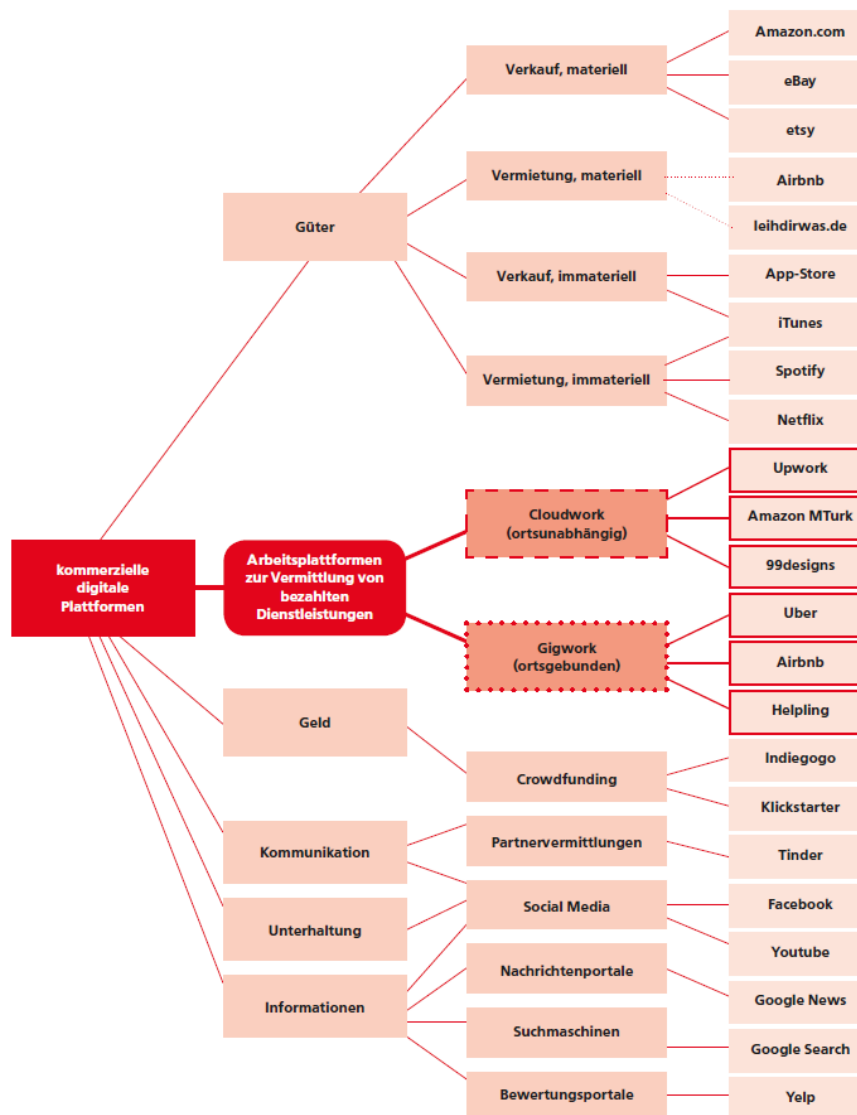 Amazon.com
Verkauf, materiell
eBay
etsy
Vermietung, materiell
Airbnb
Güter
leihdirwas.de
Verkauf, immateriell
App-Store
iTunes
Vermietung, immateriell
Spotify
Netflix
Upwork
Cloudwork
(ortsunabhängig)
Amazon MTurk
99designs
kommerzielle
digitale
Plattformen
Arbeitsplattformen
zur Vermittlung von
bezahlten
Dienstleistungen
Uber
Gigwork
(ortsgebunden)
Airbnb
Helpling
Geld
Indiegogo
Crowdfunding
Klickstarter
Kommunikation
Partnervermittlungen
Tinder
Social Media
Facebook
Unterhaltung
Youtube
Nachrichtenportale
Google News
Informationen
Suchmaschinen
Google Search
Bewertungsportale
Yelp